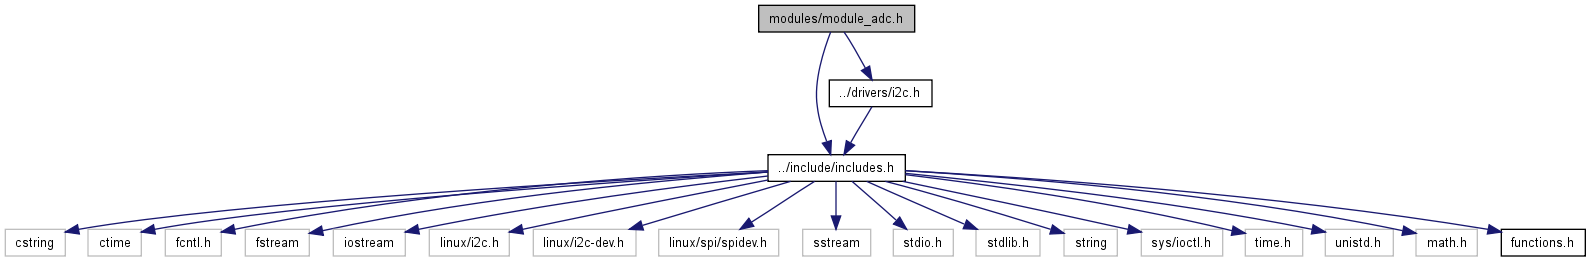 modules/module_adc.h
../drivers/i2c.h
../include/includes.h
cstring
ctime
fcntl.h
fstream
iostream
linux/i2c.h
linux/i2c-dev.h
linux/spi/spidev.h
sstream
stdio.h
stdlib.h
string
sys/ioctl.h
time.h
unistd.h
math.h
functions.h